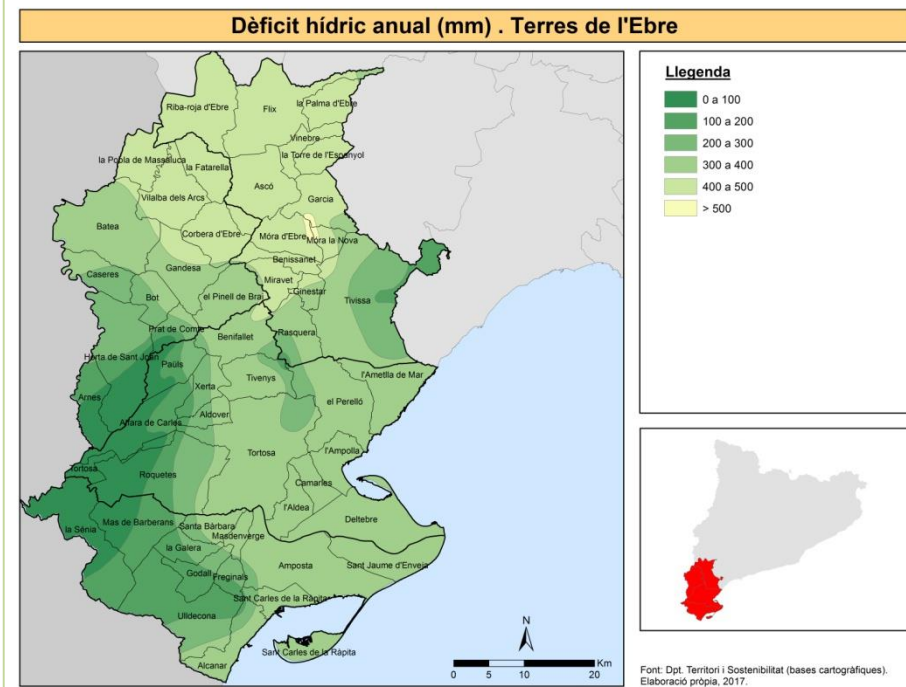 Dèficit hídric anual (mm) . Terres de l'Ebre
Llegenda
0 a 100
100 a 200
200 a 300
300 a 400
400 a 500
> 500
Riba-roja d'Ebre
Flix
la Palma d'Ebre
Vinebre
la Torre de l'Espanyol
la Pobla de Massaluca
la Fatarella
Ascó
Garcia
Vilalba dels Arcs
Batea
Corbera d'Ebre
Móra d'Ebre
Móra la Nova
Benissanet
Caseres
Gandesa
Miravet
Ginestar
Tivissa
Bot
el Pinell de Brai
Prat de Comte
Benifallet
Rasquera
Horta de Sant Joan
Paüls
Tivenys
l'Ametlla de Mar
Arnes
Xerta
el Perelló
Aldover
Alfara de Carles
Tortosa
l'Ampolla
Tortosa
Roquetes
Camarles
l'Aldea
Deltebre
la Sénia
Mas de Barberans
Santa Bàrbara
Masdenverge
la Galera
Amposta
Sant Jaume d'Enveja
Godall
Freginals
Sant Carles de la Ràpita
Ulldecona
Sant Carles de la Ràpita
Alcanar
N
Km
0 5 10 20
Font: Dpt. Territori i Sostenibilitat (bases cartogràfiques).
Elaboració pròpia, 2017.